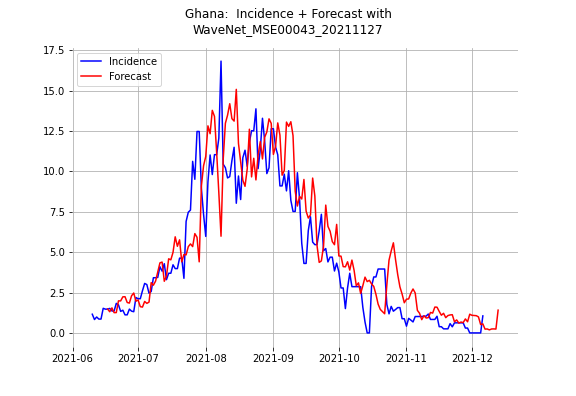 Ghana:  Incidence + Forecast with
WaveNet_MSE00043_20211127
17.5
Incidence
Forecast
15.0
12.5
10.0
7.5
5.0
2.5
0.0
2021-06 2021-07 2021-08 2021-09 2021-10 2021-11 2021-12